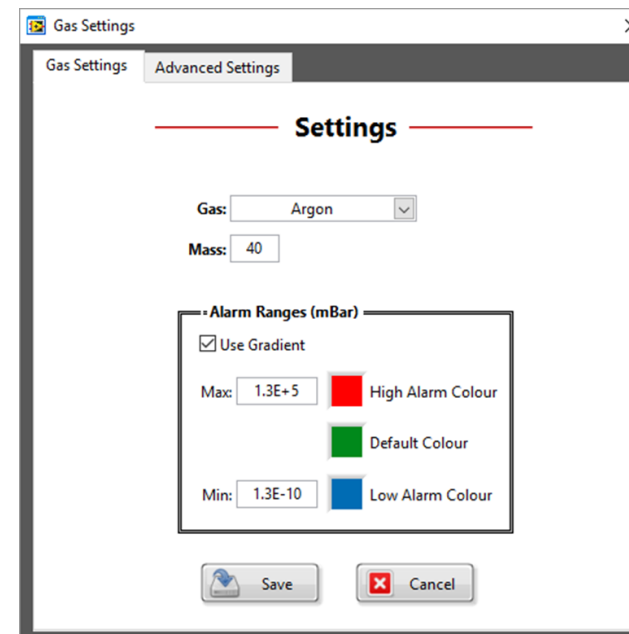 Gas Settings
Gas Settings Advanced Settings
Settings
Gas: Argon
Mass: 40
Alarm Ranges (mBar)
Use Gradient
Max: 1.3E+5 High Alarm Colour
Default Colour
Min: 1.3E-10 Low Alarm Colour
Save Cancel